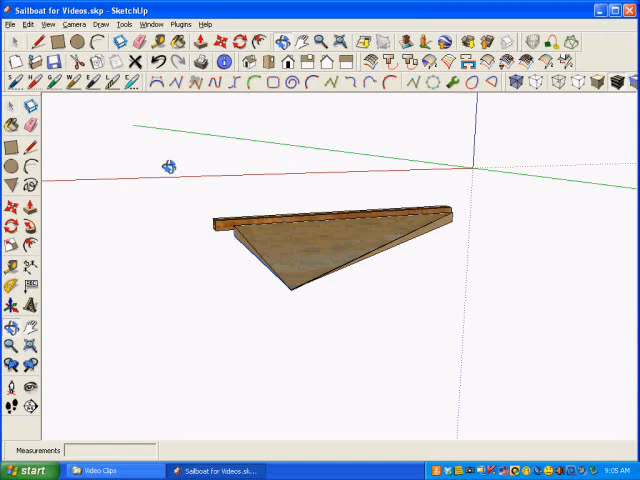 Sailboat for Videos.skp - SketchUp
File Edit View Camera Draw Tools Window Plugins Help
Measurements
start Video Clips Sailboat for Videos.sk... 9:05 AM